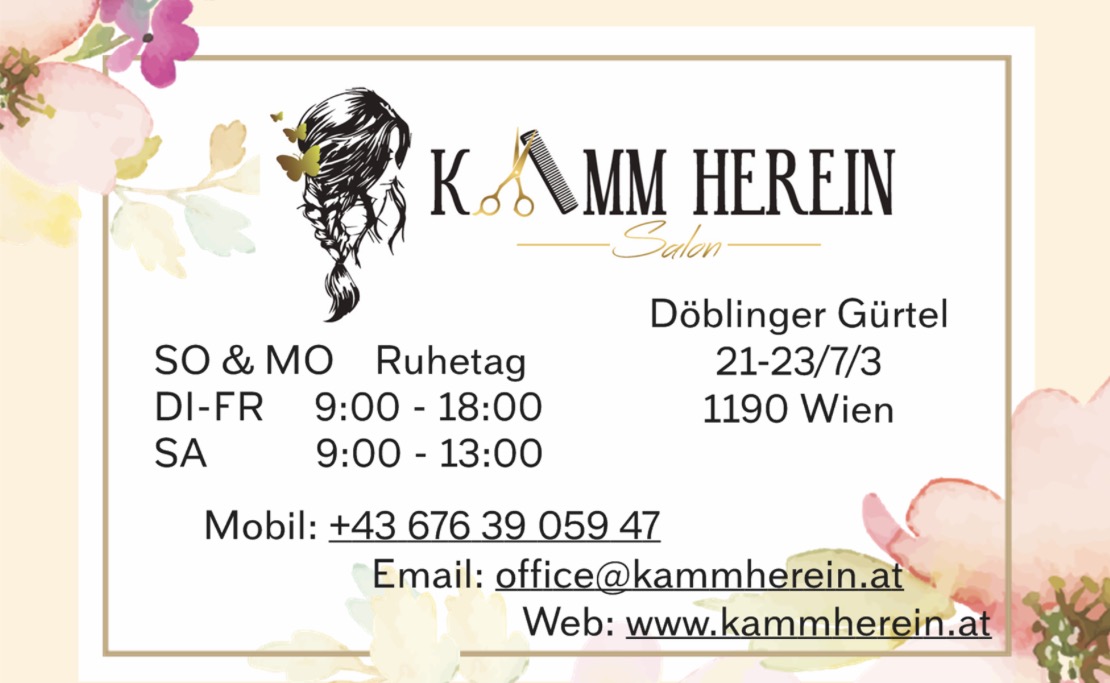 KAMM HEREIN
Salon
Döblinger Gürtel
21-23/7/3
1190 Wien
SO & MO Ruhetag
DI-FR 9:00 - 18:00
SA 9:00 - 13:00
Mobil: +43 676 39 059 47
Email: office@kammherein.at
Web: www.kammherein.at